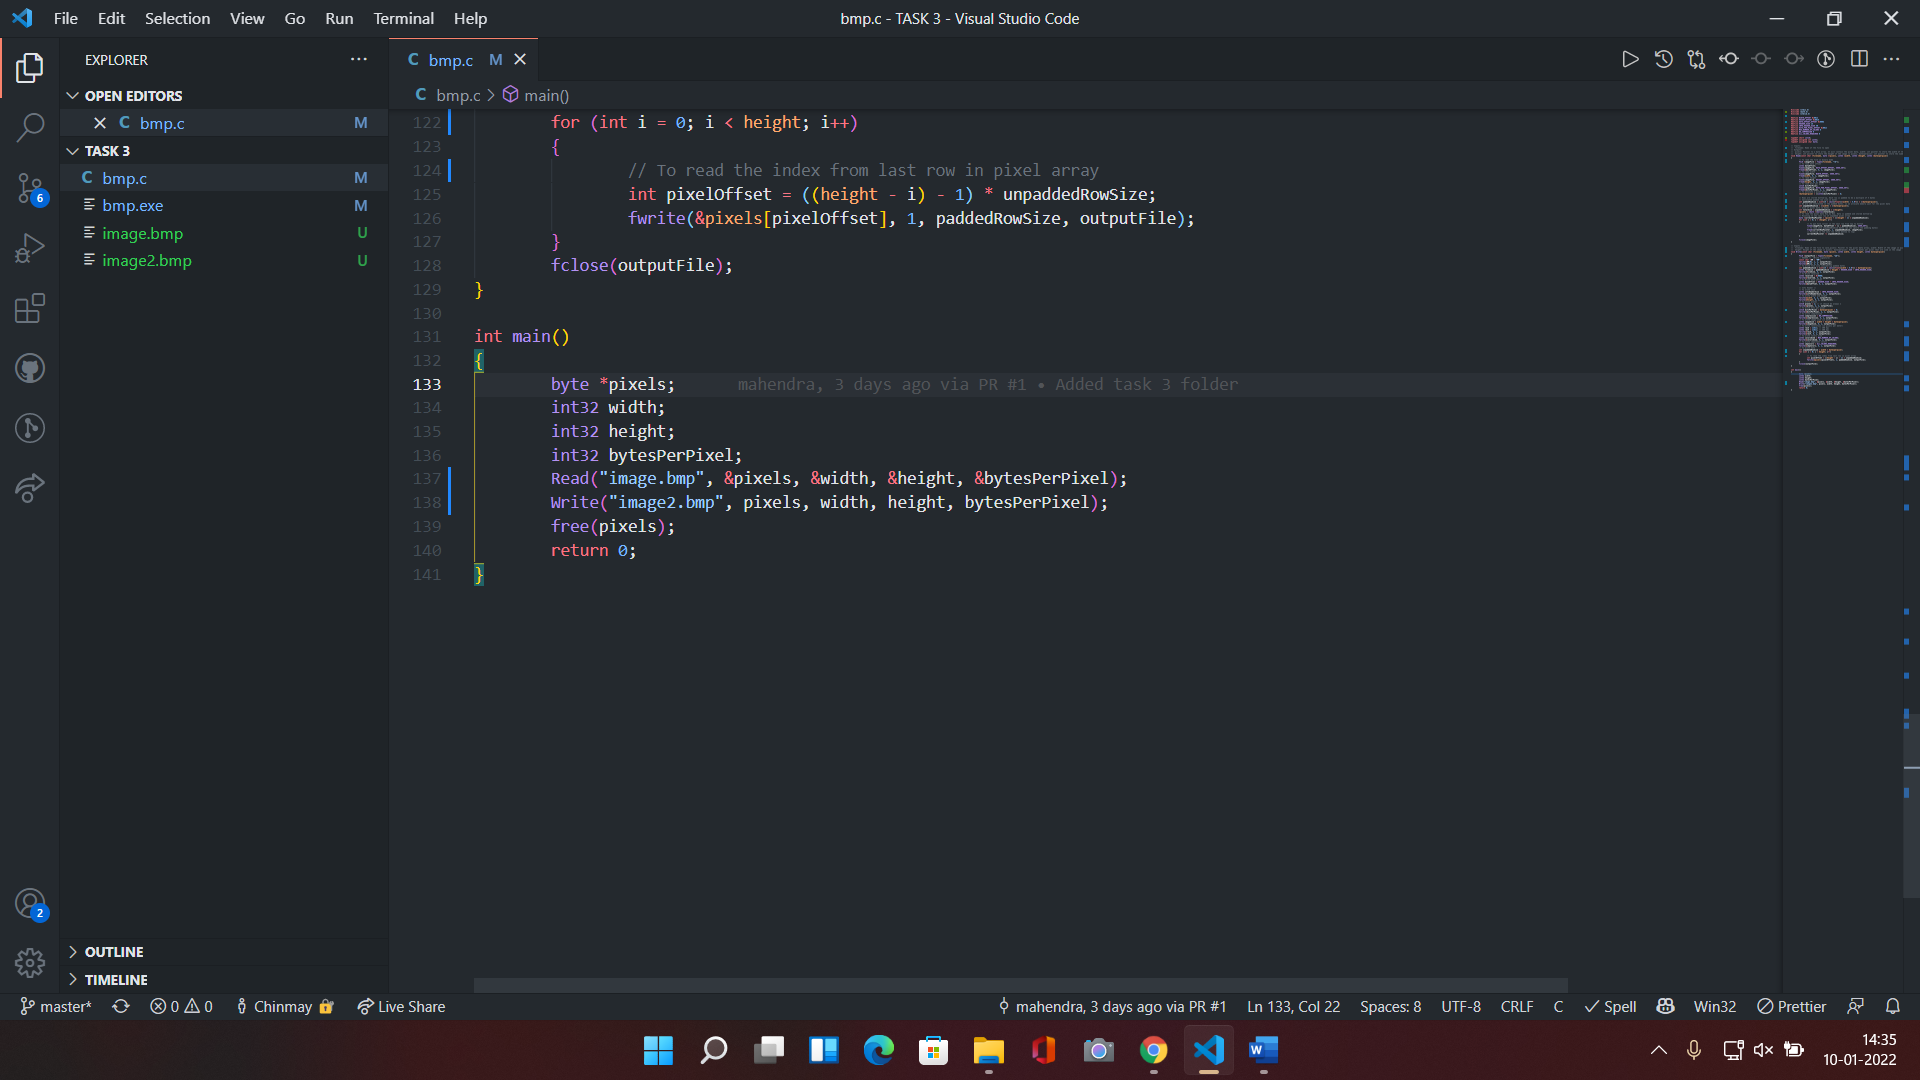 File Edit Selection View Go Run Terminal Help
bmp.c - TASK 3 - Visual Studio Code
EXPLORER
OPEN EDITORS
C bmp.c M
TASK 3
C bmp.c M
bmp.exe M
image.bmp U
image2.bmp U
OUTLINE
TIMELINE
6
2
C bmp.c M
C bmp.c > main()
122 for (int i = 0; i < height; i++)
123 {
124 // To read the index from last row in pixel array
125 int pixelOffset = ((height - i) - 1) * unpaddedRowSize;
126 fwrite(&pixels[pixelOffset], 1, paddedRowSize, outputFile);
127 }
128 fclose(outputFile);
129 }
130
131 int main()
132 {
133 byte *pixels; mahendra, 3 days ago via PR #1 • Added task 3 folder
134 int32 width;
135 int32 height;
136 int32 bytesPerPixel;
137 Read("image.bmp", &pixels, &width, &height, &bytesPerPixel);
138 Write("image2.bmp", pixels, width, height, bytesPerPixel);
139 free(pixels);
140 return 0;
141 }
master* 0 0 Chinmay Live Share mahendra, 3 days ago via PR #1 Ln 133, Col 22 Spaces: 8 UTF-8 CRLF C Spell Win32 Prettier
14:35
10-01-2022